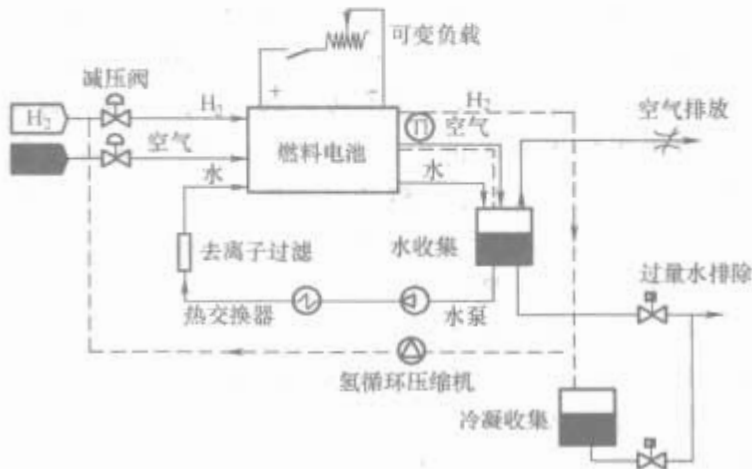 可变负载
减压阀
+
−
H₂
H₂
H₂
TI
空气
空气排放
空气
燃料电池
水
水
去离子过滤
水收集
过量水排除
热交换器
水泵
氢循环压缩机
冷凝收集